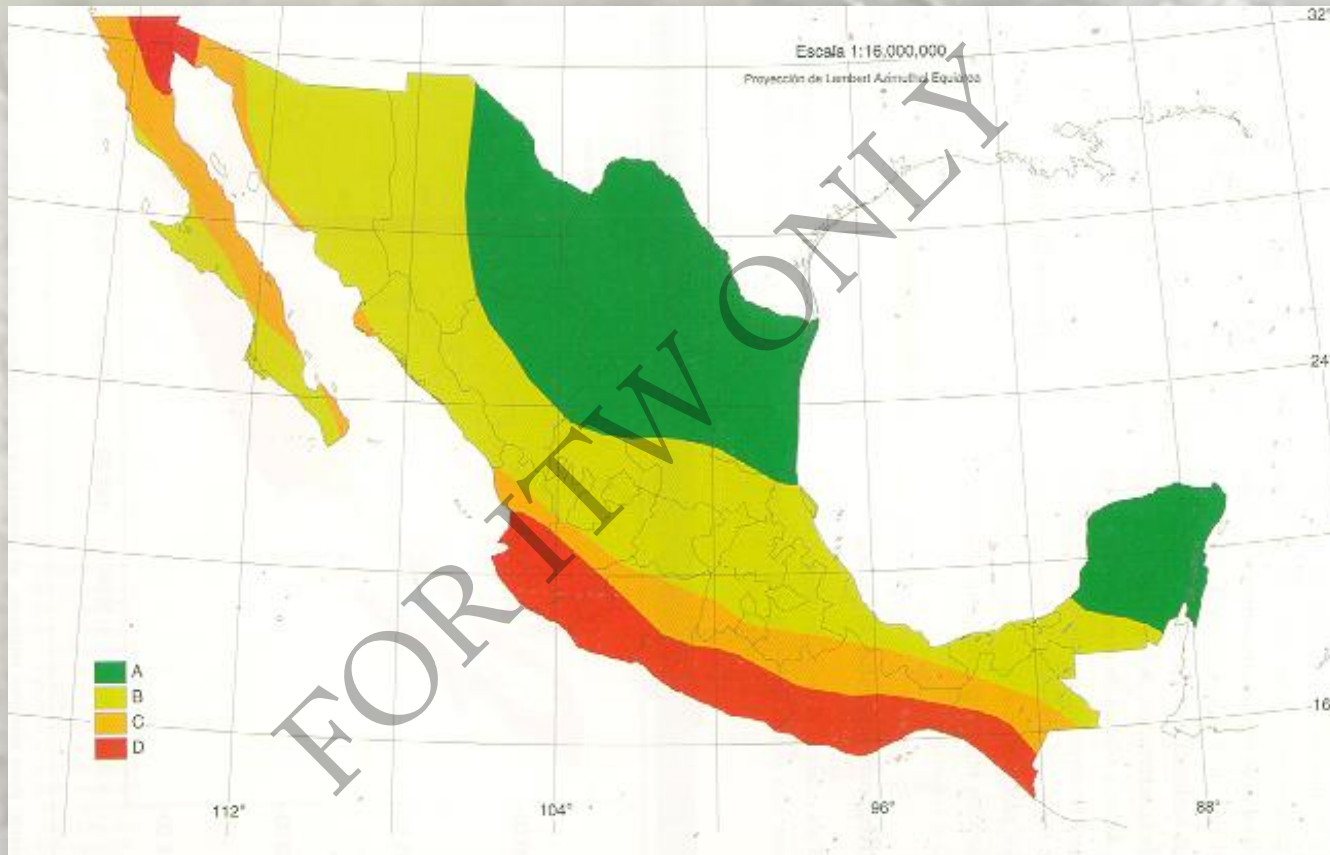 32°
Escala 1:16,000,000
Proyección de Lambert Azimuthal Equiarea
24°
16°
A
B
C
D
112°
104°
96°
88°
FOR ITW ONLY